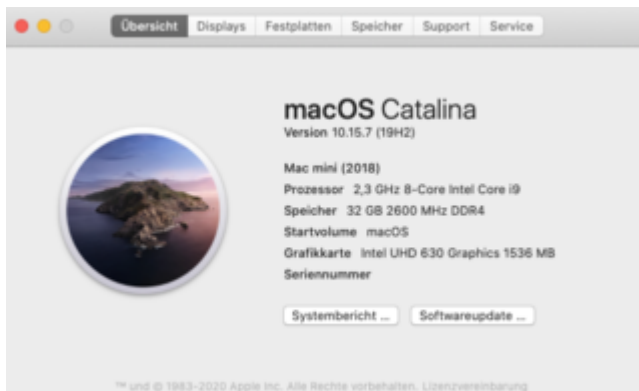 Übersicht Displays Festplatten Speicher Support Service
macOS Catalina
Version 10.15.7 (19H2)
Mac mini (2018)
Prozessor 2,3 GHz 8-Core Intel Core i9
Speicher 32 GB 2600 MHz DDR4
Startvolume macOS
Grafikkarte Intel UHD 630 Graphics 1536 MB
Seriennummer
Systembericht ... Softwareupdate ...
™ und © 1983-2020 Apple Inc. Alle Rechte vorbehalten. Lizenzvereinbarung